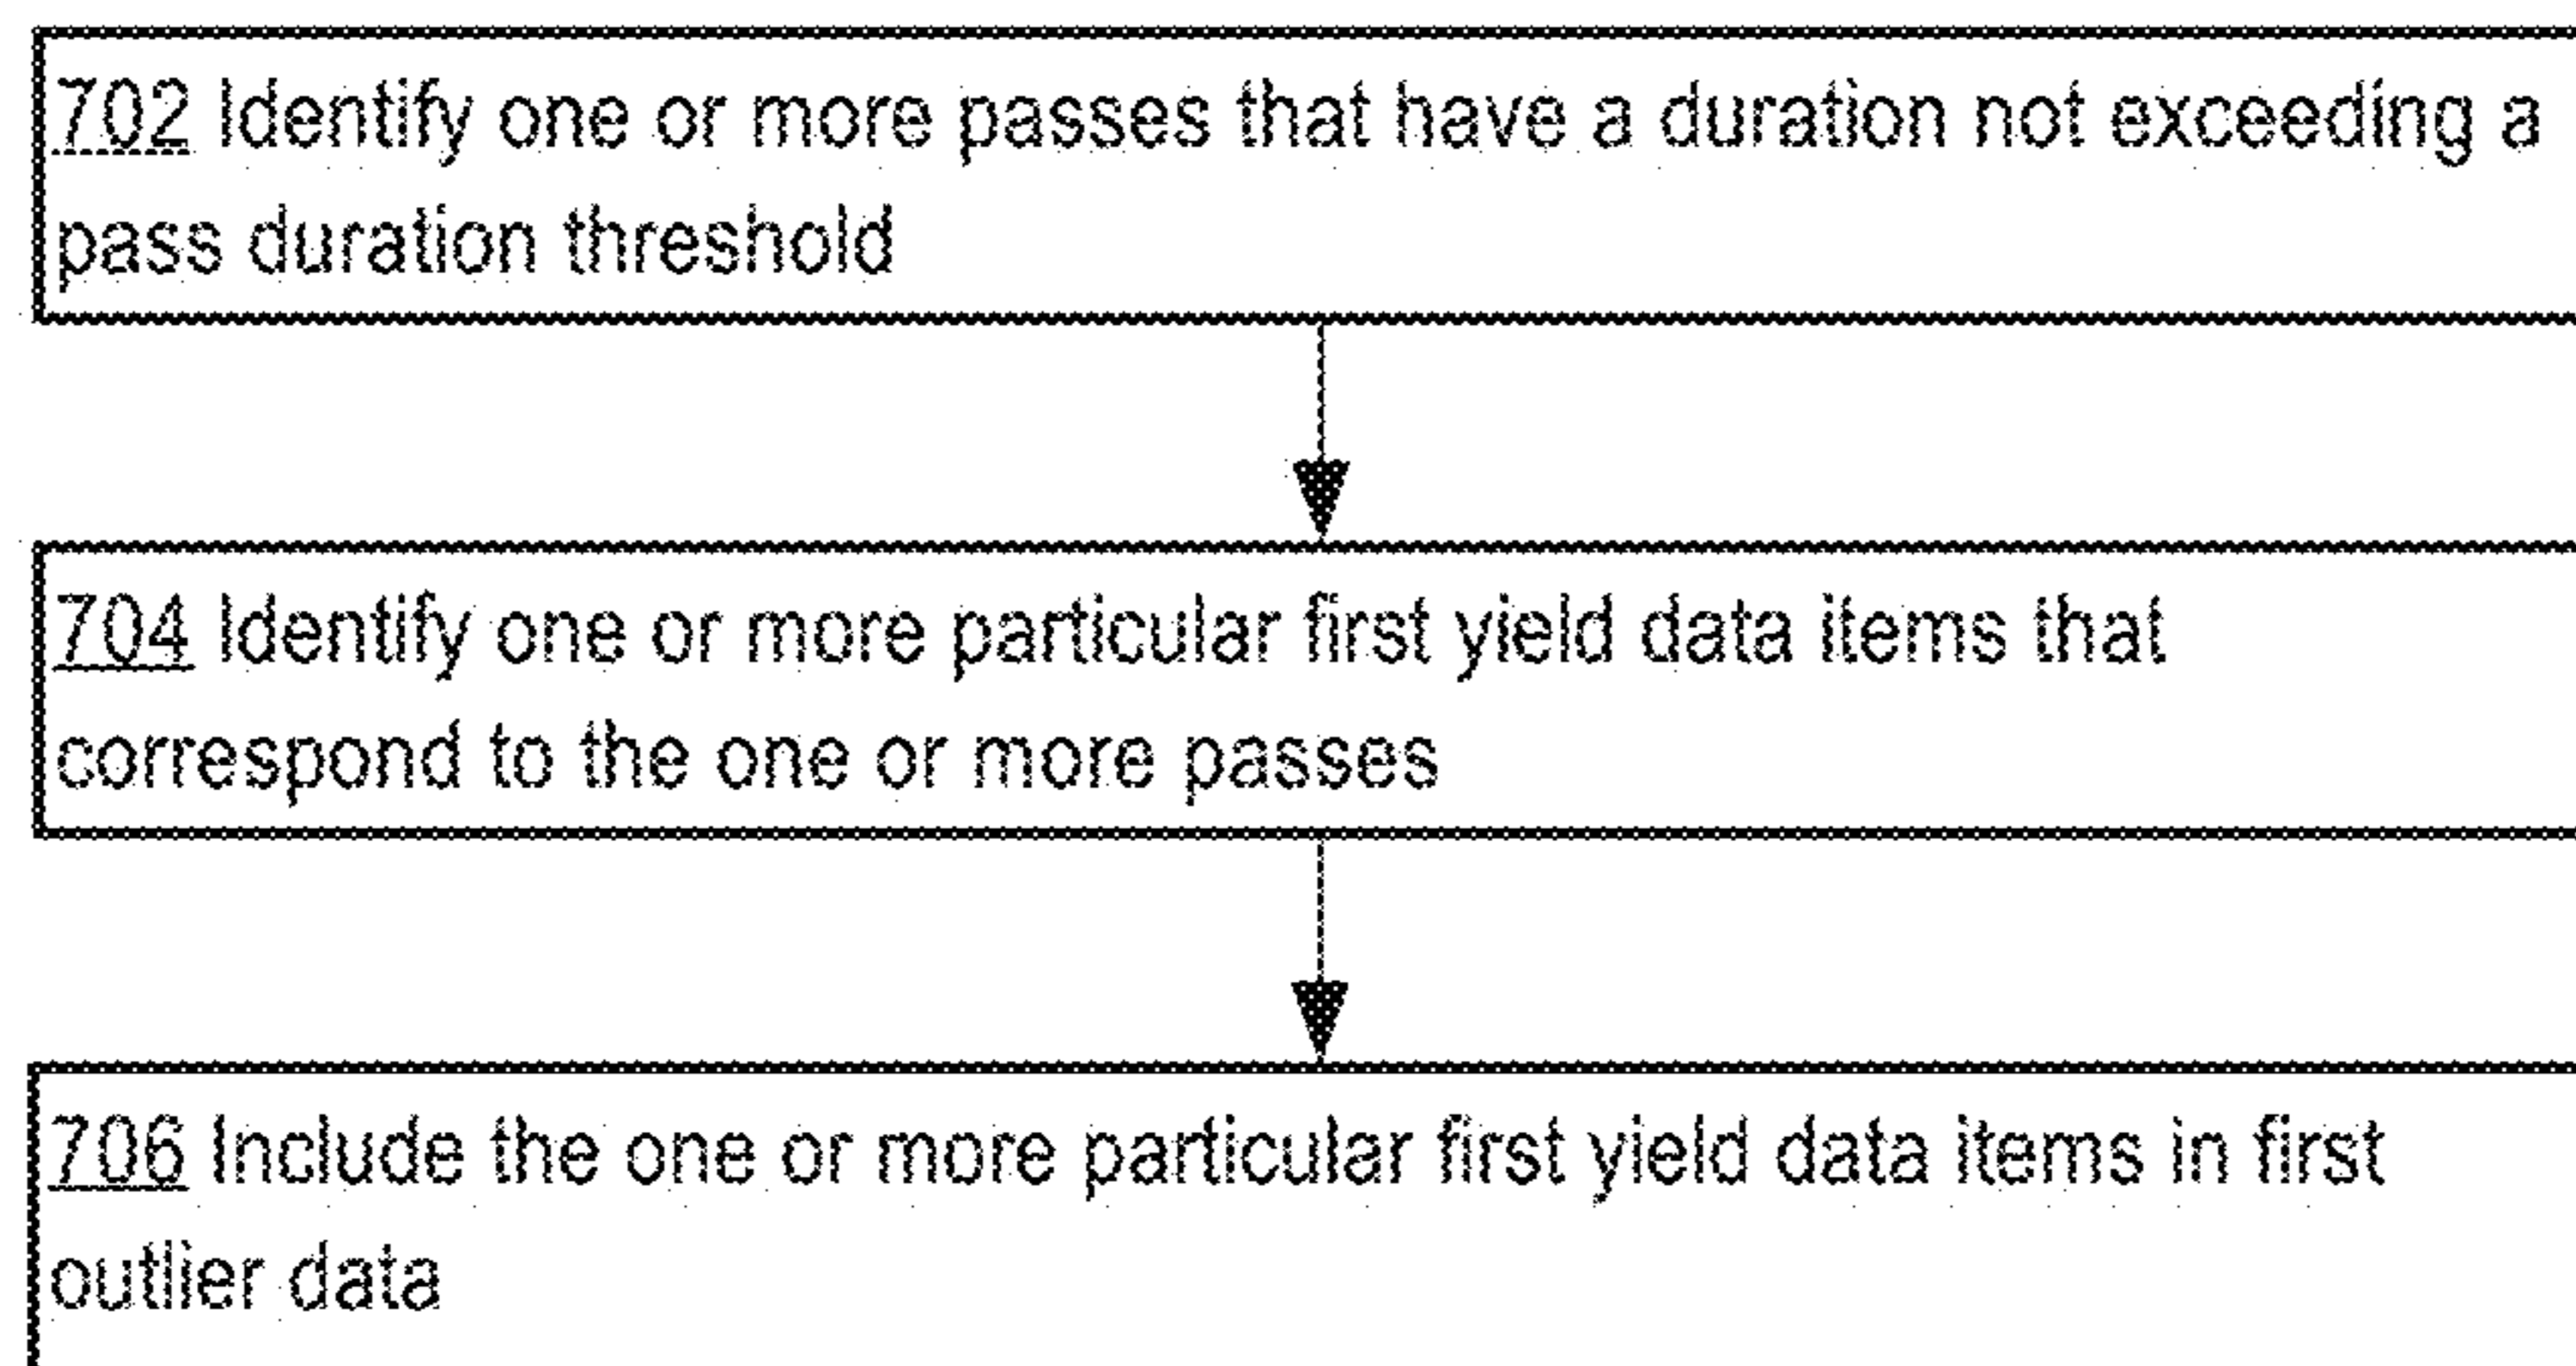 702 Identify one or more passes that have a duration not exceeding a
pass duration threshold
704 Identify one or more particular first yield data items that
correspond to the one or more passes
706 Include the one or more particular first yield data items in first
outlier data